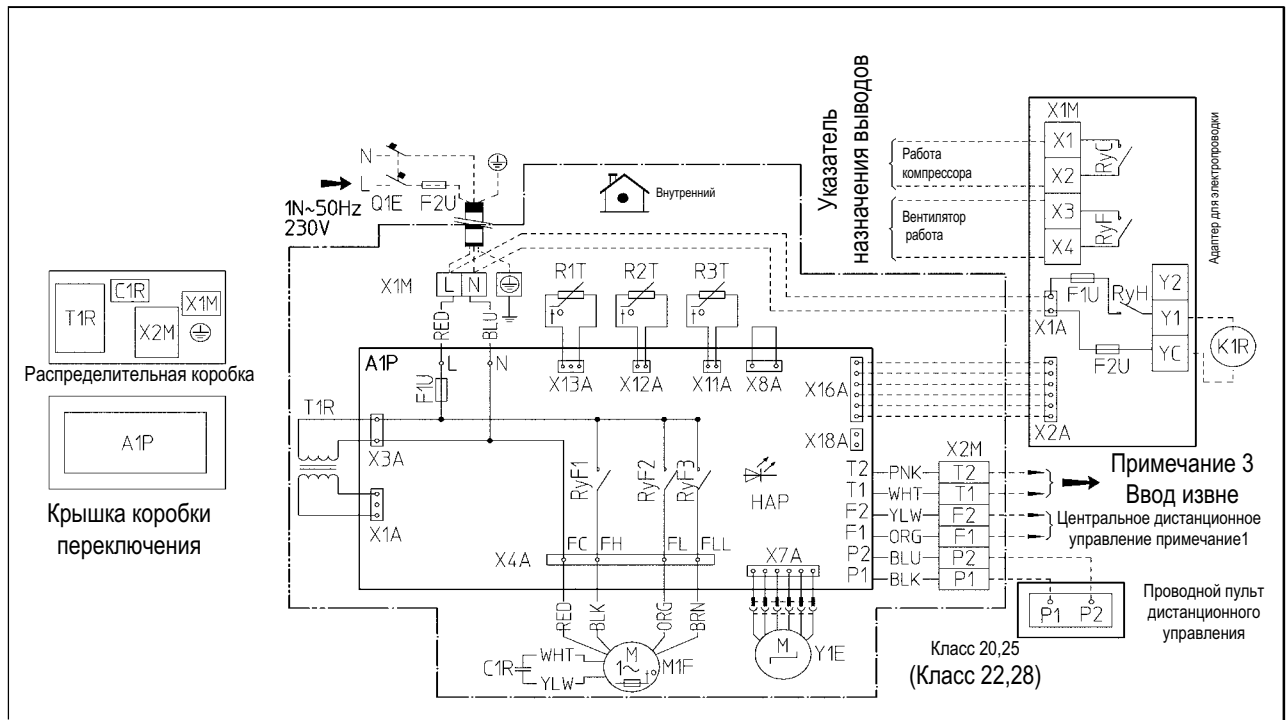 N
L
Q1E
F2U
1N~50Hz
230V
Внутренний
Указатель
назначения выводов
Работа
компрессора
Вентилятор
работа
X1M
X1
X2
X3
X4
RyC
RyF
Адаптер для электропроводки
F1U
RyH
Y2
Y1
YC
X1A
F2U
K1R
X2A
X1M
L
N
RED
BLU
R1T
R2T
R3T
X13A
X12A
X11A
X8A
C1R
T1R
X2M
X1M
Распределительная коробка
A1P
Крышка коробки
переключения
A1P
L
N
F1U
T1R
X3A
X1A
RyF1
RyF2
RyF3
HAP
X16A
X18A
X4A
FC
FH
FL
FLL
X7A
X2M
T2 PNK T2
T1 WHT T1
F2 YLW F2
F1 ORG F1
P2 BLU P2
P1 BLK P1
Примечание 3
Ввод извне
Центральное дистанционное
управление примечание1
P1 P2
Проводной пульт
дистанционного
управления
RED
BLK
ORG
BRN
C1R
WHT
YLW
M
1~
M1F
M
Y1E
Класс 20,25
(Класс 22,28)